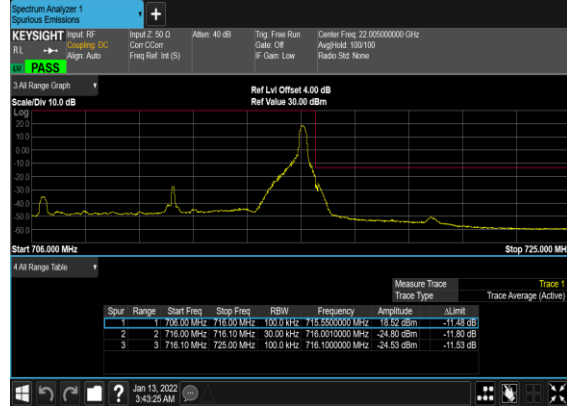 Spectrum Analyzer 1
Spurious Emissions
+
KEYSIGHT Input: RF Input Z: 50 Ω Atten: 40 dB Trig: Free Run Center Freq: 22.005000000 GHz
RL Coupling: DC Corr CCorr Gate: Off Avg|Hold: 100/100
Align: Auto Freq Ref: Int (S) IF Gain: Low Radio Std: None
LW PASS
3 All Range Graph
Ref Lvl Offset 4.00 dB
Scale/Div 10.0 dB Ref Value 30.00 dBm
Log
20.0
10.0
0.00
-10.0
-20.0
-30.0
-40.0
-50.0
-60.0
Start 706.000 MHz Stop 725.000 MH
4 All Range Table
Measure Trace Trace 1
Trace Type Trace Average (Active)
Spur Range Start Freq Stop Freq RBW Frequency Amplitude ΔLimit
1 1 706.00 MHz 716.00 MHz 100.0 kHz 715.5500000 MHz 18.52 dBm -11.48 dB
2 2 716.00 MHz 716.10 MHz 30.00 kHz 716.0010000 MHz -24.80 dBm -11.80 dB
3 3 716.10 MHz 725.00 MHz 100.0 kHz 716.1000000 MHz -24.53 dBm -11.53 dB
? Jan 13, 2022
3:43:25 AM